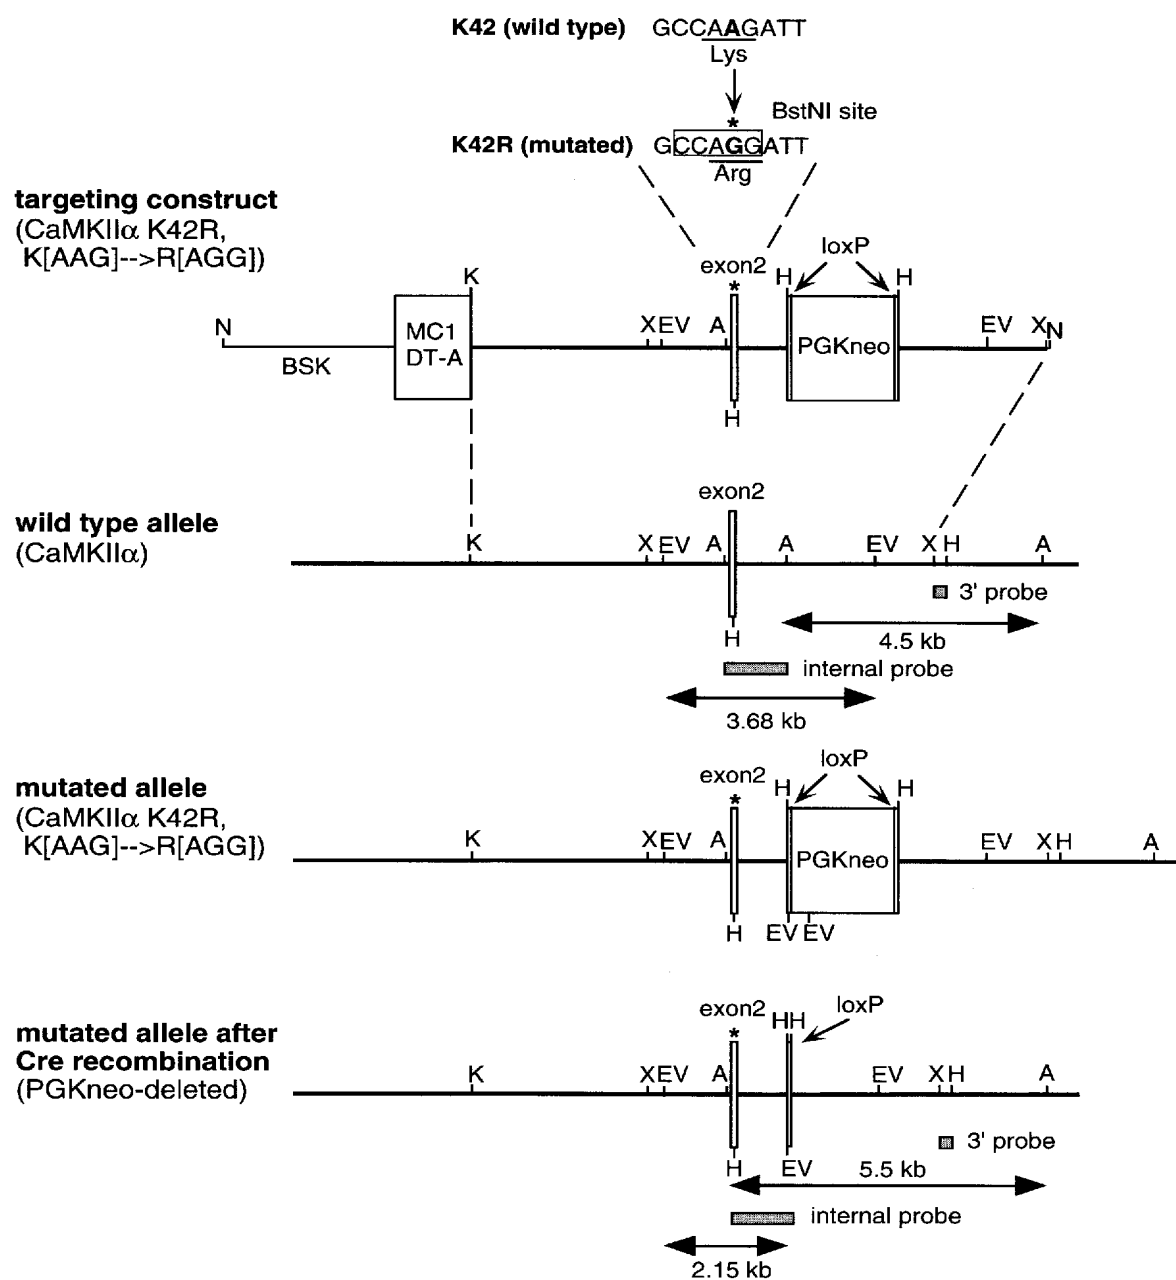 K42 (wild type) GCCAAGATT
Lys
* BstNI site
K42R (mutated) GCCAGGATT
Arg
targeting construct
(CaMKIIα K42R,
K[AAG]-->R[AGG])
loxP
K exon2 H H
*
N MC1 X EV A PGKneo EV X N
BSK DT-A
H
exon2
wild type allele
(CaMKIIα)
K X EV A A EV X H A
3' probe
H 4.5 kb
internal probe
3.68 kb
loxP
mutated allele
exon2 H H
*
(CaMKIIα K42R,
K[AAG]-->R[AGG])
K X EV A PGKneo EV X H A
H EV EV
mutated allele after
exon2 HH loxP
*
Cre recombination
(PGKneo-deleted)
K X EV A EV X H A
3' probe
H EV 5.5 kb
internal probe
2.15 kb